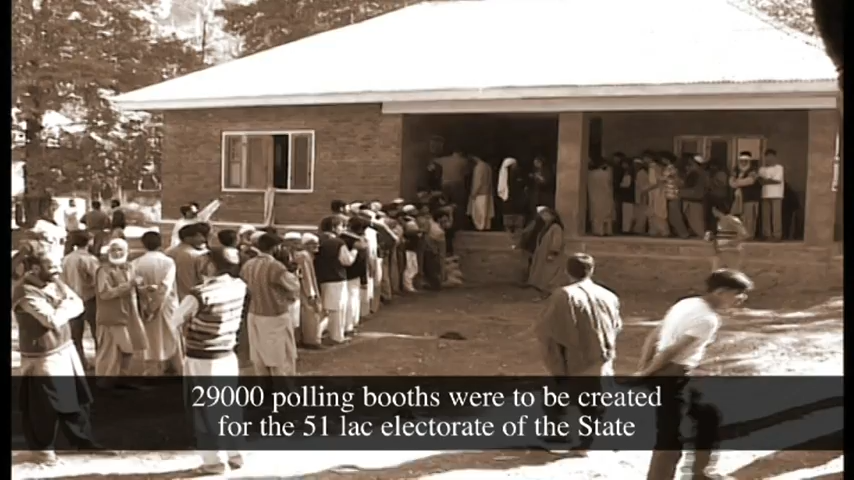 29000 polling booths were to be created
for the 51 lac electorate of the State